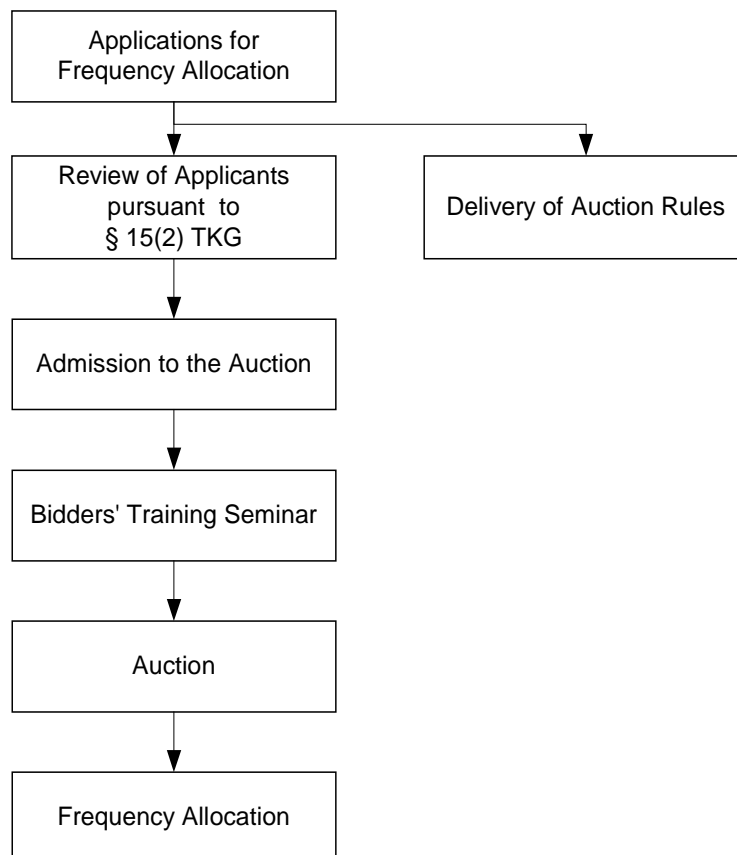 Applications for
Frequency Allocation
Review of Applicants
pursuant to
§ 15(2) TKG
Delivery of Auction Rules
Admission to the Auction
Bidders' Training Seminar
Auction
Frequency Allocation